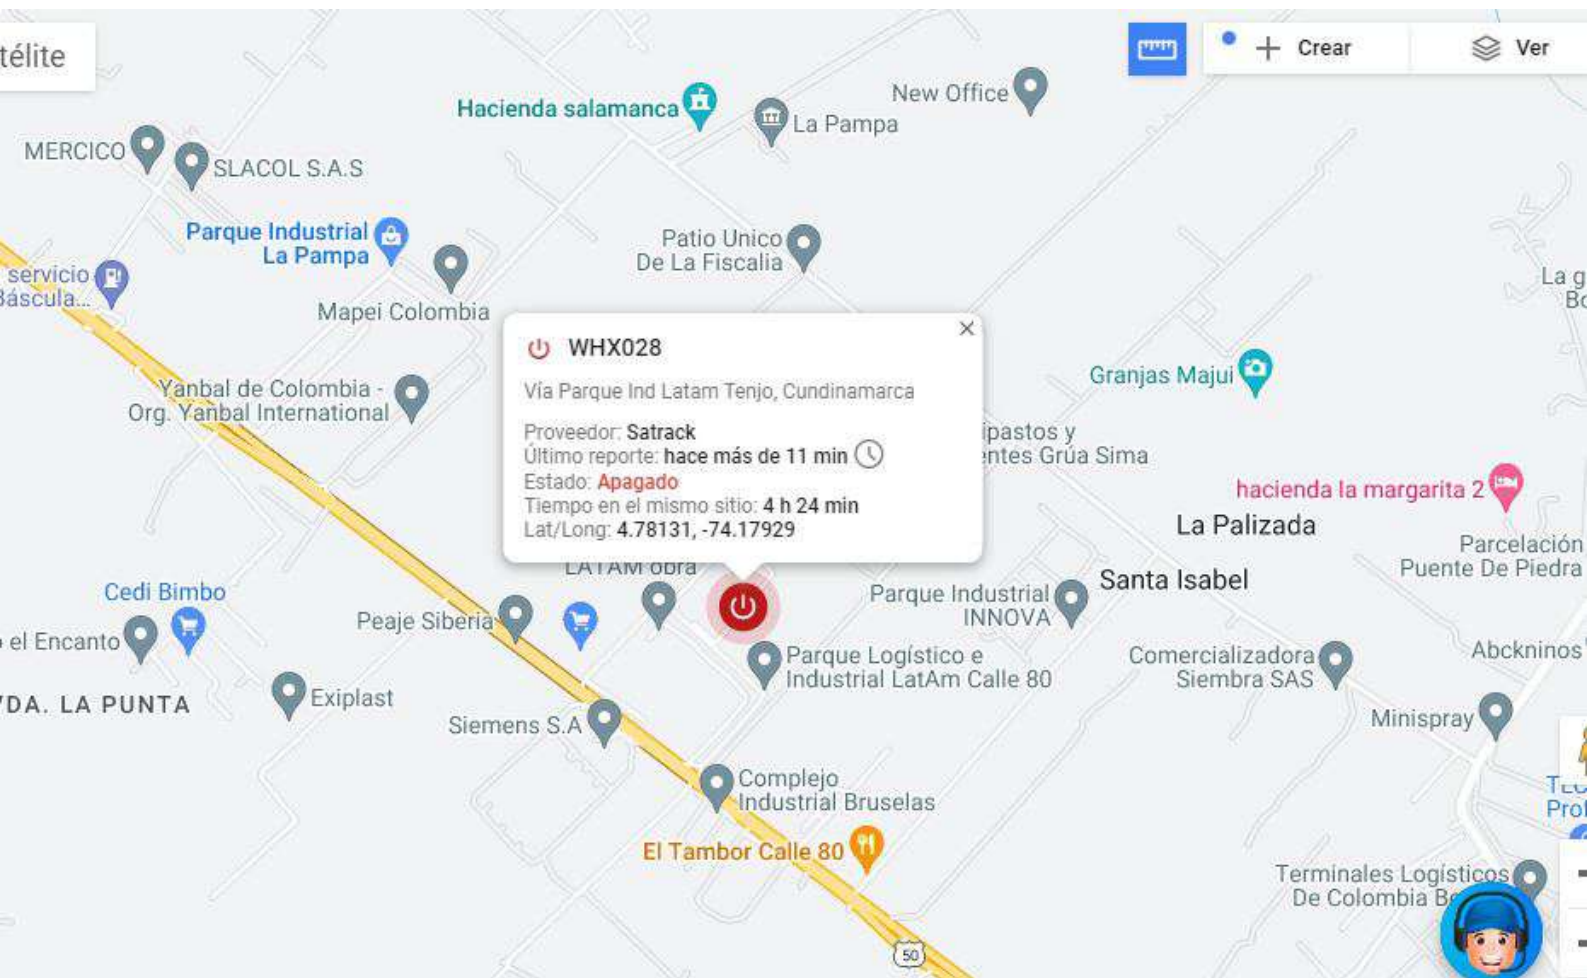 télite
Crear
Ver
New Office
Hacienda salamanca
La Pampa
MERCICO
SLACOL S.A.S
Parque Industrial
La Pampa
Patio Unico
De La Fiscalia
servicio
Báscula...
La g
Bo
Mapei Colombia
WHX028
Vía Parque Ind Latam Tenjo, Cundinamarca
Proveedor: Satrack
Último reporte: hace más de 11 min
Estado: Apagado
Tiempo en el mismo sitio: 4 h 24 min
Lat/Long: 4.78131, -74.17929
Granjas Majui
Yanbal de Colombia -
Org. Yanbal International
ipastos y
entes Grúa Sima
hacienda la margarita 2
La Palizada
Parcelación
Puente De Piedra
LATAM obra
Santa Isabel
Cedi Bimbo
Peaje Siberia
Parque Industrial
INNOVA
el Encanto
Parque Logístico e
Industrial LatAm Calle 80
Comercializadora
Siembra SAS
Abckninos
VDA. LA PUNTA
Exiplast
Siemens S.A
Minispray
Complejo
Industrial Bruselas
Prof
El Tambor Calle 80
Terminales Logísticos
De Colombia Be
50